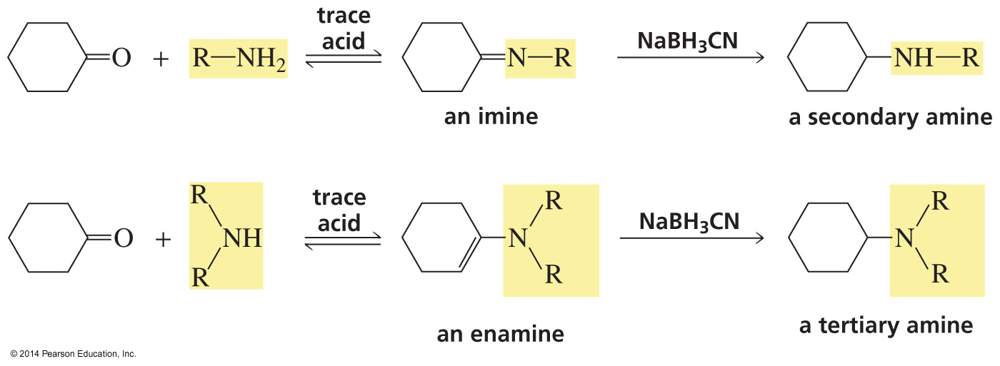 trace
acid
O + R—NH₂ N—R NaBH₃CN NH—R
an imine
a secondary amine
R R R
trace
acid
O + NH N NaBH₃CN N
R R R
an enamine
a tertiary amine
© 2014 Pearson Education, Inc.